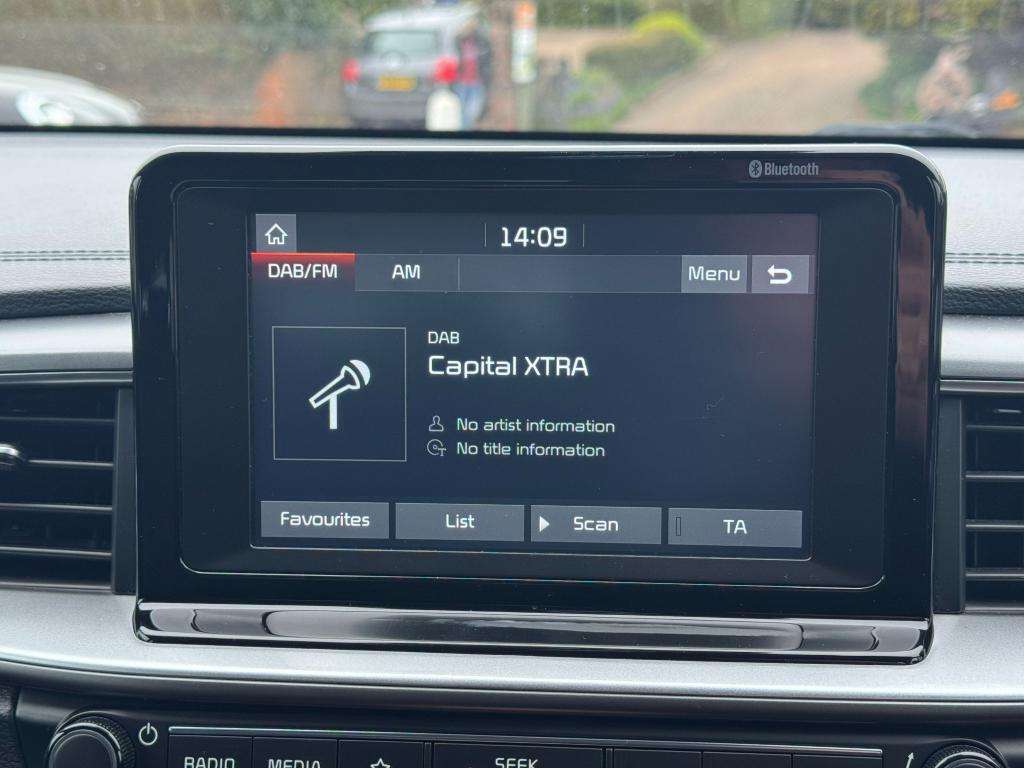 Bluetooth
14:09
DAB/FM AM Menu
DAB
Capital XTRA
No artist information
No title information
Favourites List Scan TA
RADIO MEDIA SEEK